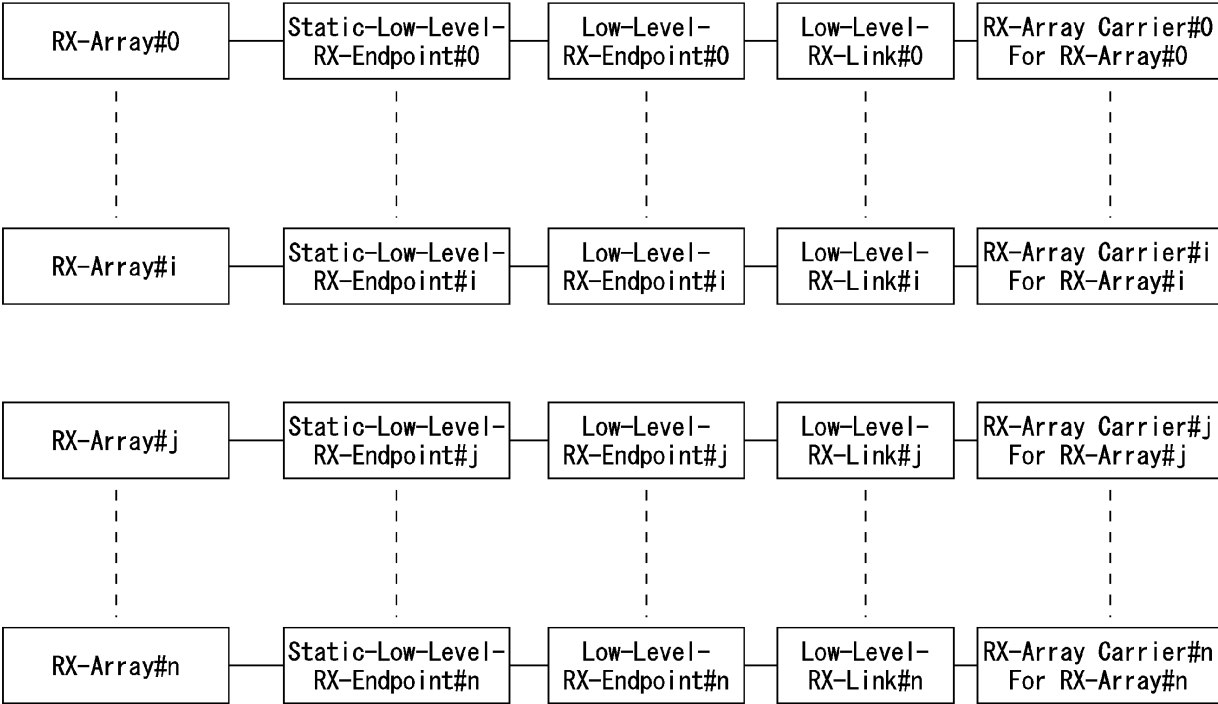 RX-Array#0
Static-Low-Level-
RX-Endpoint#0
Low-Level-
RX-Endpoint#0
Low-Level-
RX-Link#0
RX-Array Carrier#0
For RX-Array#0
RX-Array#i
Static-Low-Level-
RX-Endpoint#i
Low-Level-
RX-Endpoint#i
Low-Level-
RX-Link#i
RX-Array Carrier#i
For RX-Array#i
RX-Array#j
Static-Low-Level-
RX-Endpoint#j
Low-Level-
RX-Endpoint#j
Low-Level-
RX-Link#j
RX-Array Carrier#j
For RX-Array#j
RX-Array#n
Static-Low-Level-
RX-Endpoint#n
Low-Level-
RX-Endpoint#n
Low-Level-
RX-Link#n
RX-Array Carrier#n
For RX-Array#n